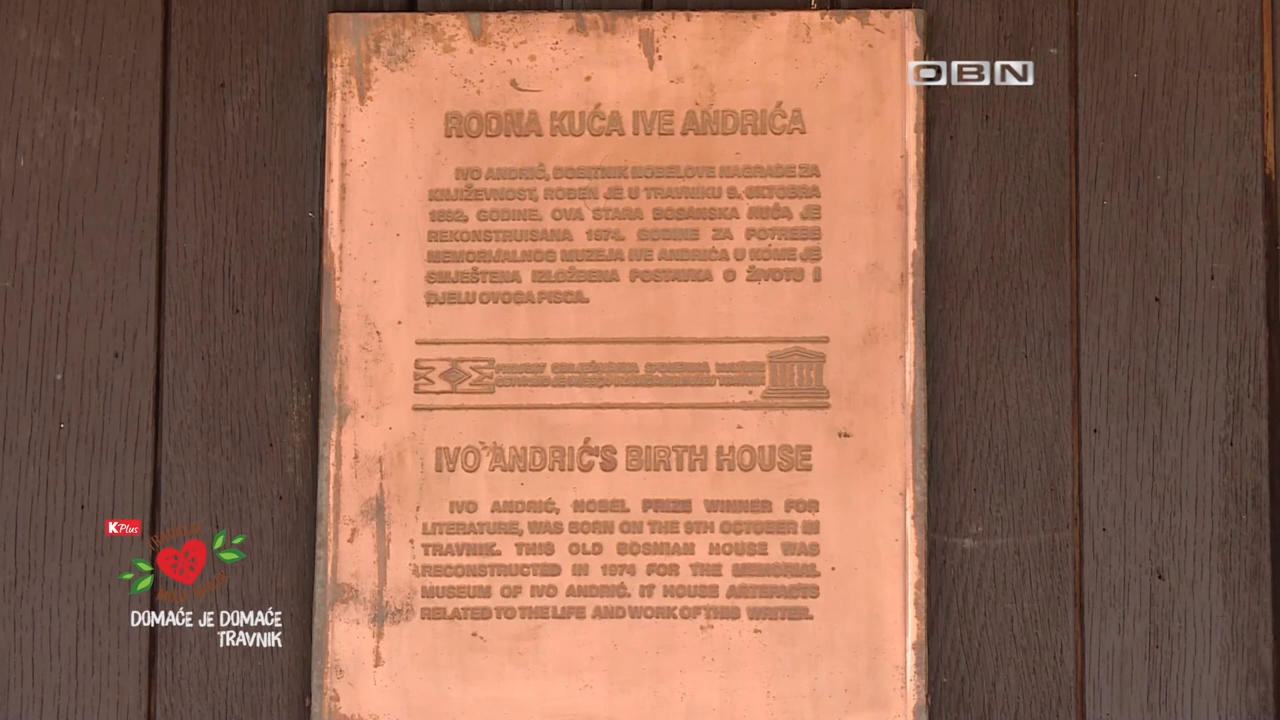 OBN
RODNA KUĆA IVE ANDRIĆA
IVO ANDRIĆ, DOBITNIK NOBELOVE NAGRADE ZA
KNJIŽEVNOST, ROĐEN JE U TRAVNIKU 9. OKTOBRA
1892. GODINE. OVA STARA BOSANSKA KUĆA JE
REKONSTRUISANA 1974. GODINE ZA POTREBE
MEMORIJALNOG MUZEJA IVE ANDRIĆA U KOME JE
SMJEŠTENA IZLOŽBENA POSTAVKA O ŽIVOTU I
DJELU OVOGA PISCA.
UNESCO
IVO ANDRIĆ'S BIRTH HOUSE
IVO ANDRIĆ, NOBEL PRIZE WINNER FOR
LITERATURE, WAS BORN ON THE 9TH OCTOBER IN
TRAVNIK. THIS OLD BOSNIAN HOUSE WAS
RECONSTRUCTED IN 1974 FOR THE MEMORIAL
MUSEUM OF IVO ANDRIĆ. IT HOUSE ARTEFACTS
RELATED TO THE LIFE AND WORK OF THIS WRITER.
K Plus
DOMAĆE JE DOMAĆE
TRAVNIK